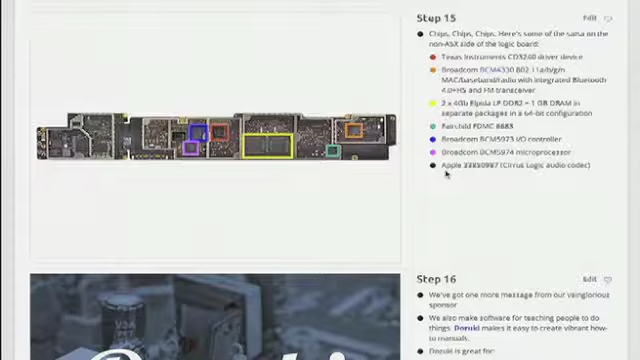 Step 15
Edit
Chips, Chips, Chips. Here's some of the sama on the
non-A5X side of the logic board:
Texas Instruments CD3240 driver device
Broadcom BCM4330 802.11a/b/g/n
MAC/baseband/radio with integrated Bluetooth
4.0+HS and FM transceiver
2 x 4Gb Elpida LP DDR2 = 1 GB DRAM in
separate packages in a 64-bit configuration
Fairchild FDMC 6683
Broadcom BCM5973 I/O controller
Broadcom BCM5974 microprocessor
Apple 338S0987 (Cirrus Logic audio codec)
Step 16
Edit
We've got one more message from our vainglorious
sponsor
We also make software for teaching people to do
things. Dozuki makes it easy to create vibrant how-
to manuals.
Dozuki is great for: